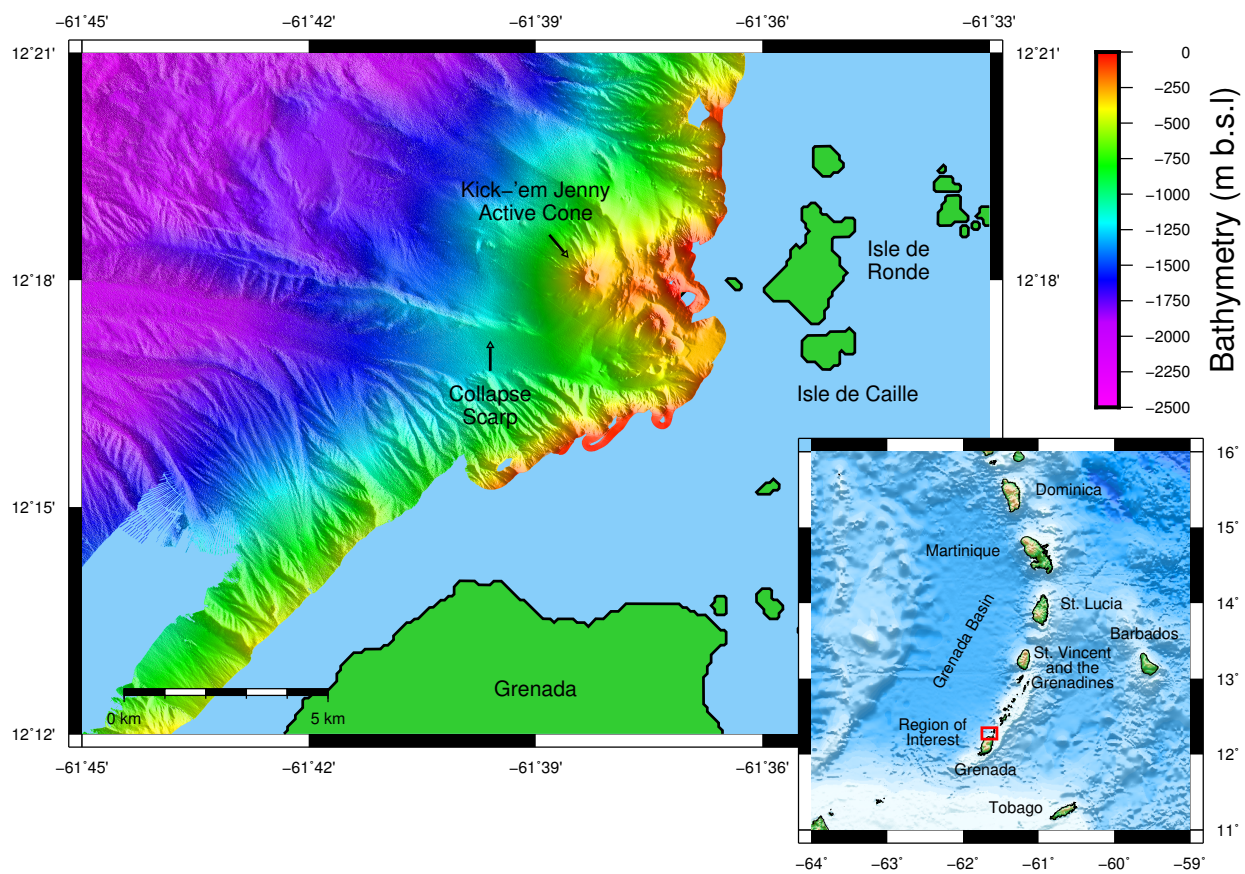 −61˚45' −61˚42' −61˚39' −61˚36' −61˚33'
12˚21' 12˚21'
12˚18' 12˚18'
12˚15'
12˚12'
−61˚45' −61˚42' −61˚39' −61˚36'
Kick−'em Jenny
Active Cone
Collapse
Scarp
Isle de
Ronde
Isle de Caille
Grenada
0 km 5 km
0
−250
−500
−750
−1000
−1250
−1500
−1750
−2000
−2250
−2500
Bathymetry (m b.s.l)
Dominica
Martinique
St. Lucia
Barbados
St. Vincent
and the
Grenadines
Grenada Basin
Region of
Interest
Grenada
Tobago
16˚
15˚
14˚
13˚
12˚
11˚
−64˚ −63˚ −62˚ −61˚ −60˚ −59˚